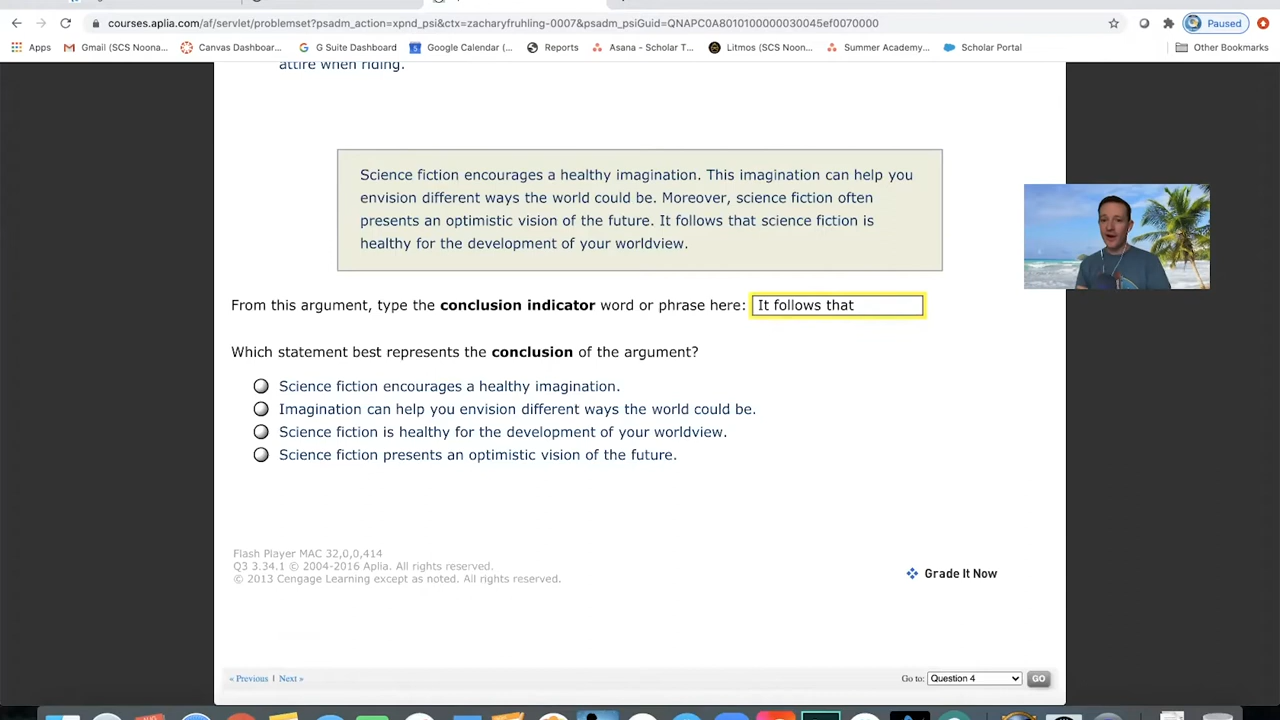 courses.aplia.com/af/servlet/problemset?psadm_action=xpnd_psi&ctx=zacharyfruhling-0007&psadm_psiGuid=QNAPC0A8010100000030045ef0070000
Paused
Apps
Gmail (SCS Noona...
Canvas Dashboar...
G Suite Dashboard
Google Calendar (...
Reports
Asana - Scholar T...
Litmos (SCS Noon...
Summer Academy...
Scholar Portal
Other Bookmarks
attire when riding.
Science fiction encourages a healthy imagination. This imagination can help you
envision different ways the world could be. Moreover, science fiction often
presents an optimistic vision of the future. It follows that science fiction is
healthy for the development of your worldview.
From this argument, type the conclusion indicator word or phrase here: It follows that
Which statement best represents the conclusion of the argument?
Science fiction encourages a healthy imagination.
Imagination can help you envision different ways the world could be.
Science fiction is healthy for the development of your worldview.
Science fiction presents an optimistic vision of the future.
Flash Player MAC 32,0,0,414
Q3 3.34.1 © 2004-2016 Aplia. All rights reserved.
© 2013 Cengage Learning except as noted. All rights reserved.
Grade It Now
« Previous | Next »
Go to: Question 4 GO